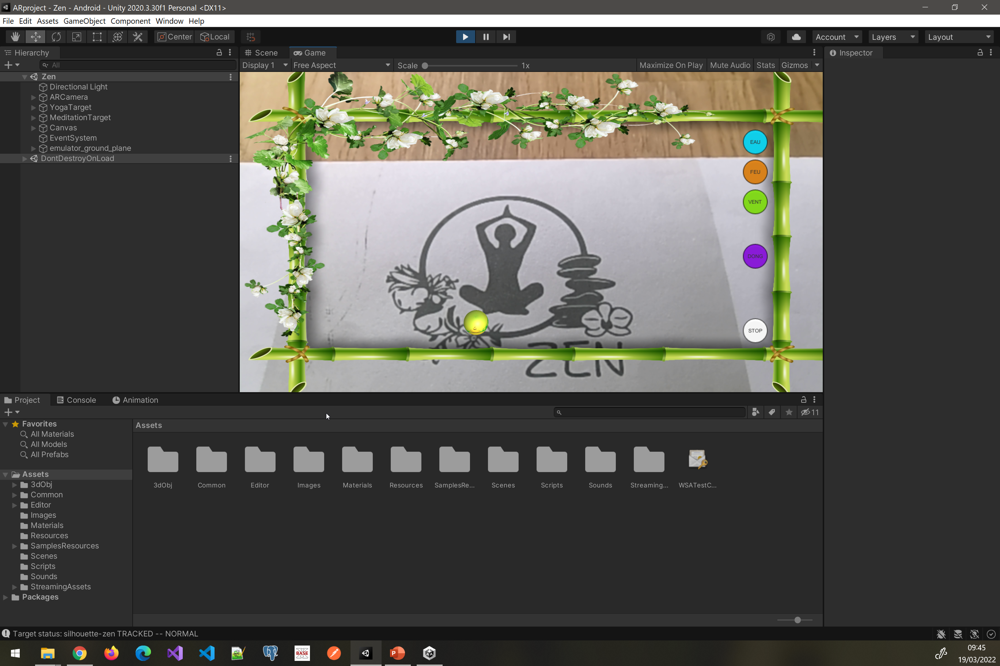 ARproject - Zen - Android - Unity 2020.3.30f1 Personal <DX11>
File Edit Assets GameObject Component Window Help
Center Local Account Layers Layout
Hierarchy
All
Zen
Directional Light
ARCamera
YogaTarget
MeditationTarget
Canvas
EventSystem
emulator_ground_plane
DontDestroyOnLoad
Scene Game
Display 1 Free Aspect Scale 1x Maximize On Play Mute Audio Stats Gizmos
EAU
FEU
VENT
DONG
STOP
ZEN
Inspector
Project Console Animation
11
Favorites
All Materials
All Models
All Prefabs
Assets
3dObj
Common
Editor
Images
Materials
Resources
SamplesResources
Scenes
Scripts
Sounds
StreamingAssets
Packages
Assets
3dObj Common Editor Images Materials Resources SamplesRe... Scenes Scripts Sounds Streaming... WSATestC...
Target status: silhouette-zen TRACKED -- NORMAL
BASE
P
09:45
19/03/2022